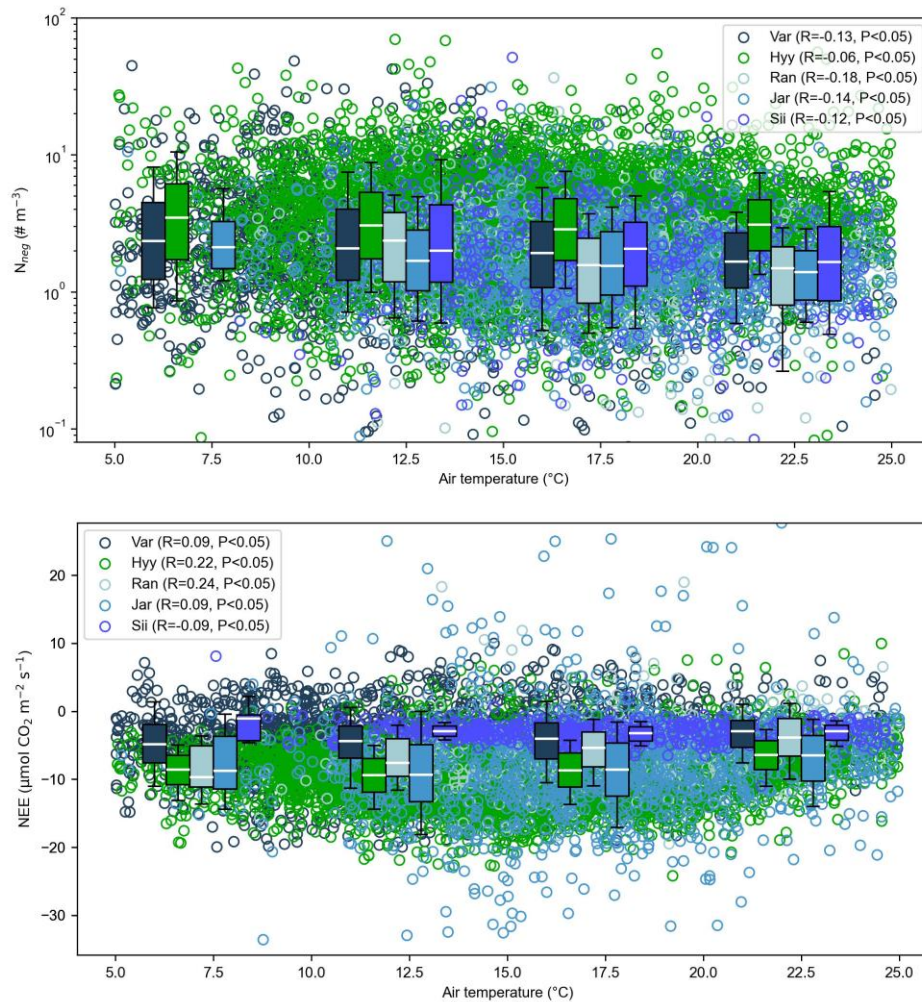 10²
10¹
10⁰
10⁻¹
N_neg (# m⁻³)
Var (R=-0.13, P<0.05)
Hyy (R=-0.06, P<0.05)
Ran (R=-0.18, P<0.05)
Jar (R=-0.14, P<0.05)
Sii (R=-0.12, P<0.05)
5.0 7.5 10.0 12.5 15.0 17.5 20.0 22.5 25.0
Air temperature (°C)
Var (R=0.09, P<0.05)
Hyy (R=0.22, P<0.05)
Ran (R=0.24, P<0.05)
Jar (R=0.09, P<0.05)
Sii (R=-0.09, P<0.05)
20
10
0
−10
−20
−30
NEE (μmol CO₂ m⁻² s⁻¹)
5.0 7.5 10.0 12.5 15.0 17.5 20.0 22.5 25.0
Air temperature (°C)